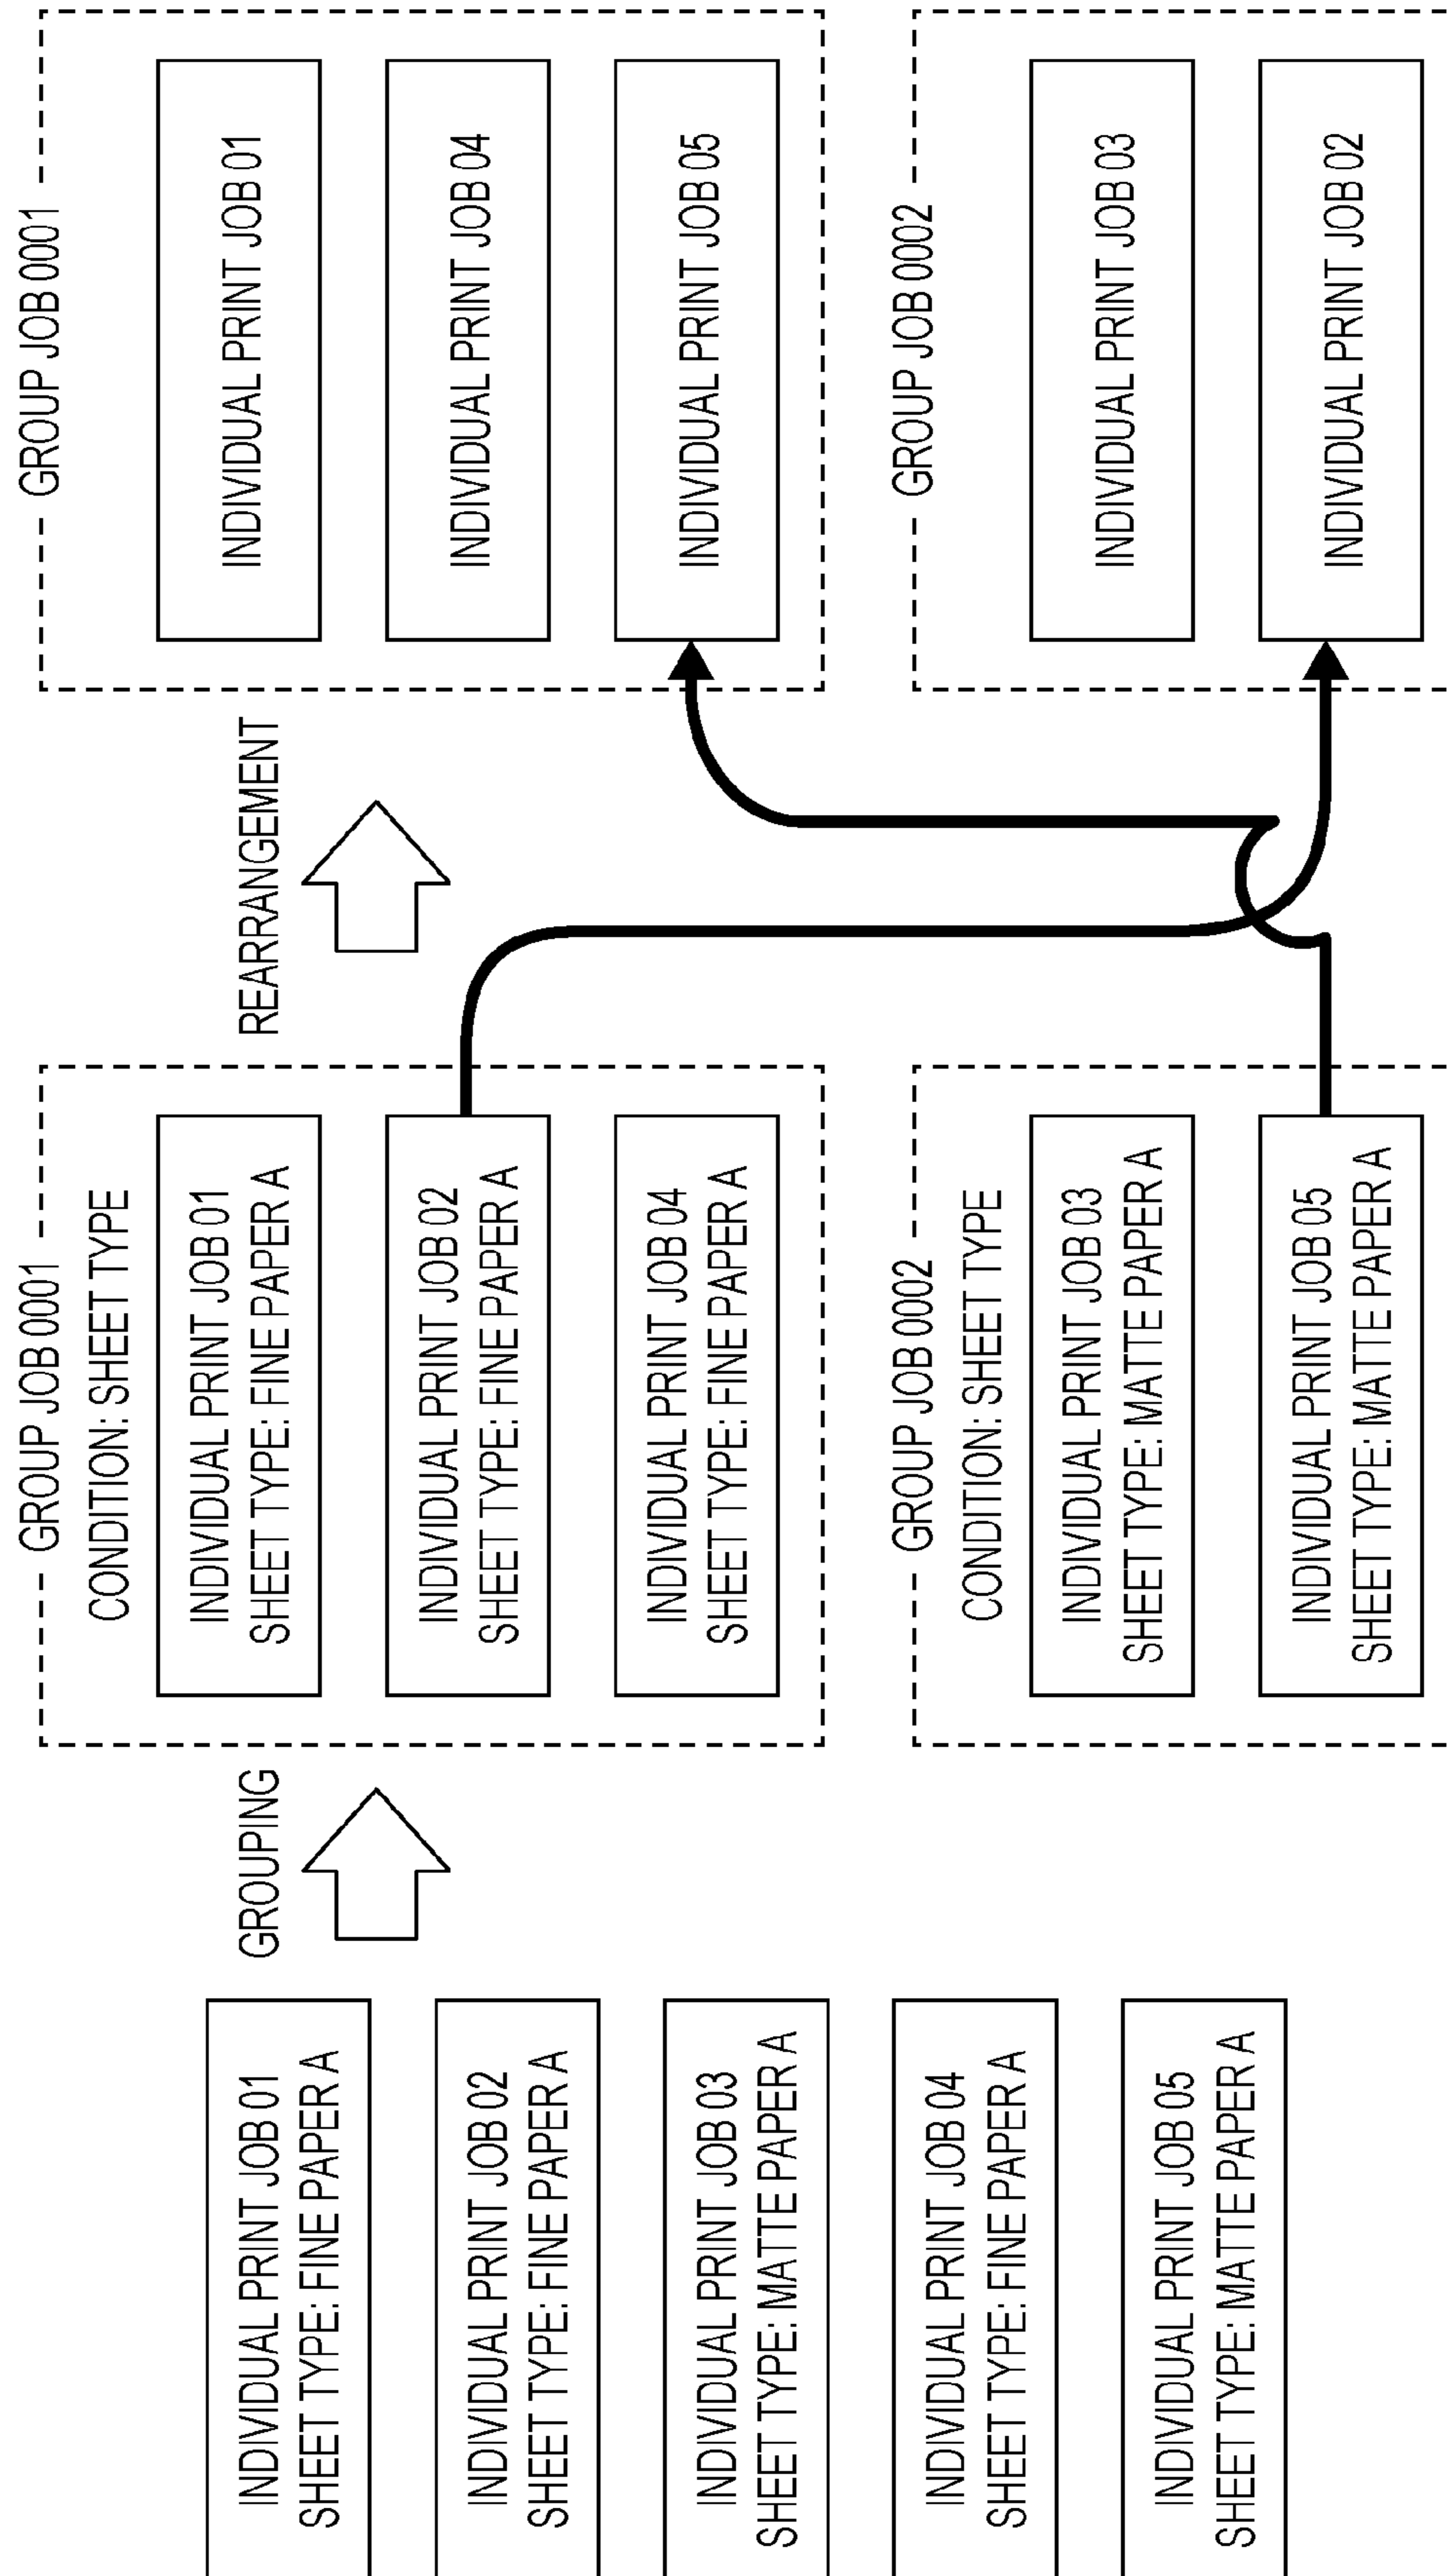 INDIVIDUAL PRINT JOB 01
SHEET TYPE: FINE PAPER A
INDIVIDUAL PRINT JOB 02
SHEET TYPE: FINE PAPER A
INDIVIDUAL PRINT JOB 03
SHEET TYPE: MATTE PAPER A
INDIVIDUAL PRINT JOB 04
SHEET TYPE: FINE PAPER A
INDIVIDUAL PRINT JOB 05
SHEET TYPE: MATTE PAPER A
GROUPING
GROUP JOB 0001
CONDITION: SHEET TYPE
INDIVIDUAL PRINT JOB 01
SHEET TYPE: FINE PAPER A
INDIVIDUAL PRINT JOB 02
SHEET TYPE: FINE PAPER A
INDIVIDUAL PRINT JOB 04
SHEET TYPE: FINE PAPER A
GROUP JOB 0002
CONDITION: SHEET TYPE
INDIVIDUAL PRINT JOB 03
SHEET TYPE: MATTE PAPER A
INDIVIDUAL PRINT JOB 05
SHEET TYPE: MATTE PAPER A
REARRANGEMENT
GROUP JOB 0001
INDIVIDUAL PRINT JOB 01
INDIVIDUAL PRINT JOB 04
INDIVIDUAL PRINT JOB 05
GROUP JOB 0002
INDIVIDUAL PRINT JOB 03
INDIVIDUAL PRINT JOB 02